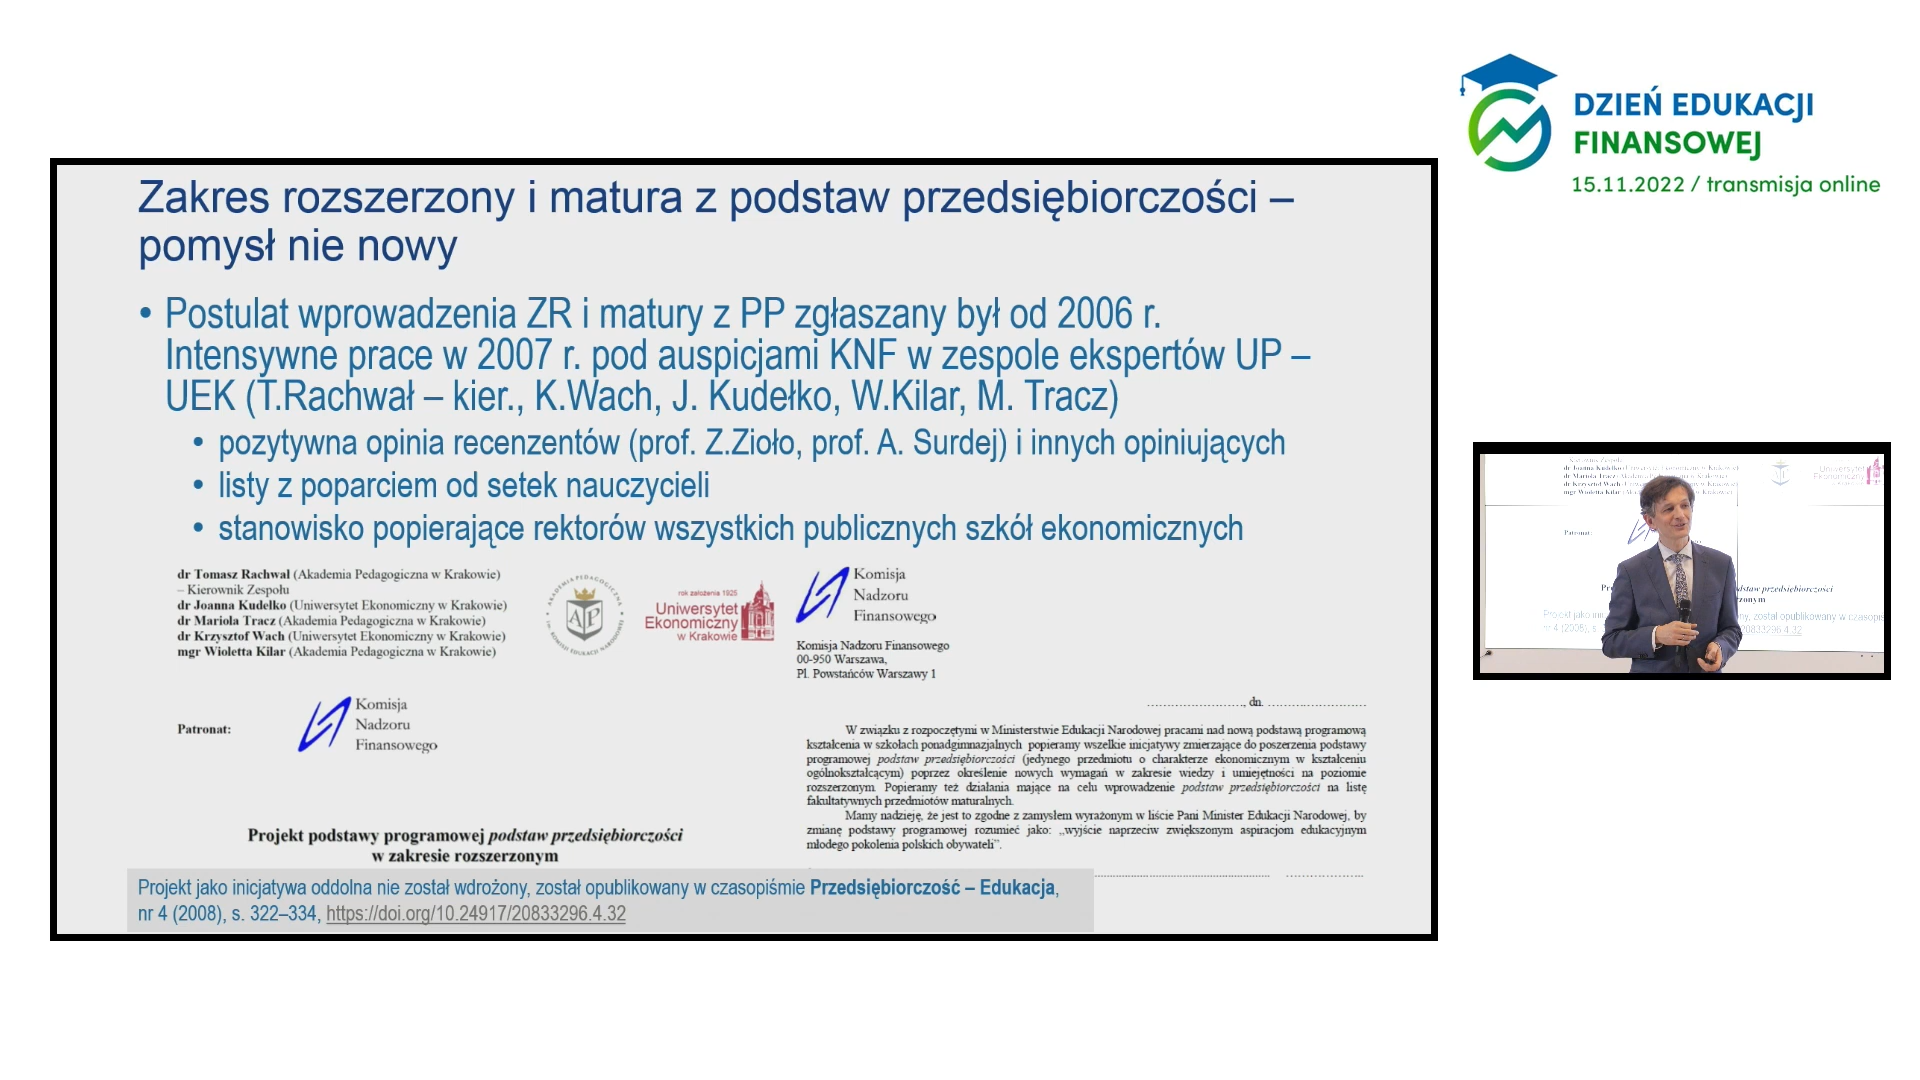 DZIEŃ EDUKACJI
FINANSOWEJ
15.11.2022 / transmisja online
Zakres rozszerzony i matura z podstaw przedsiębiorczości –
pomysł nie nowy
• Postulat wprowadzenia ZR i matury z PP zgłaszany był od 2006 r.
Intensywne prace w 2007 r. pod auspicjami KNF w zespole ekspertów UP –
UEK (T.Rachwał – kier., K.Wach, J. Kudełko, W.Kilar, M. Tracz)
• pozytywna opinia recenzentów (prof. Z.Zioło, prof. A. Surdej) i innych opiniujących
• listy z poparciem od setek nauczycieli
• stanowisko popierające rektorów wszystkich publicznych szkół ekonomicznych
dr Tomasz Rachwał (Akademia Pedagogiczna w Krakowie)
– Kierownik Zespołu
dr Joanna Kudełko (Uniwersytet Ekonomiczny w Krakowie)
dr Mariola Tracz (Akademia Pedagogiczna w Krakowie)
dr Krzysztof Wach (Uniwersytet Ekonomiczny w Krakowie)
mgr Wioletta Kilar (Akademia Pedagogiczna w Krakowie)
AP
rok założenia 1925
Uniwersytet
Ekonomiczny
w Krakowie
Komisja
Nadzoru
Finansowego
Komisja Nadzoru Finansowego
00-950 Warszawa,
Pl. Powstańców Warszawy 1
Patronat:
Komisja
Nadzoru
Finansowego
........................, dn. ........................
W związku z rozpoczętymi w Ministerstwie Edukacji Narodowej pracami nad nową podstawą programową
kształcenia w szkołach ponadgimnazjalnych popieramy wszelkie inicjatywy zmierzające do poszerzenia podstawy
programowej podstaw przedsiębiorczości (jedynego przedmiotu o charakterze ekonomicznym w kształceniu
ogólnokształcącym) poprzez określenie nowych wymagań w zakresie wiedzy i umiejętności na poziomie
rozszerzonym. Popieramy też działania mające na celu wprowadzenie podstaw przedsiębiorczości na listę
fakultatywnych przedmiotów maturalnych.
Mamy nadzieję, że jest to zgodne z zamysłem wyrażonym w liście Pani Minister Edukacji Narodowej, by
zmianę podstawy programowej rozumieć jako: „wyjście naprzeciw zwiększonym aspiracjom edukacyjnym
młodego pokolenia polskich obywateli”.
Projekt podstawy programowej podstaw przedsiębiorczości
w zakresie rozszerzonym
Projekt jako inicjatywa oddolna nie został wdrożony, został opublikowany w czasopiśmie Przedsiębiorczość – Edukacja,
nr 4 (2008), s. 322–334, https://doi.org/10.24917/20833296.4.32